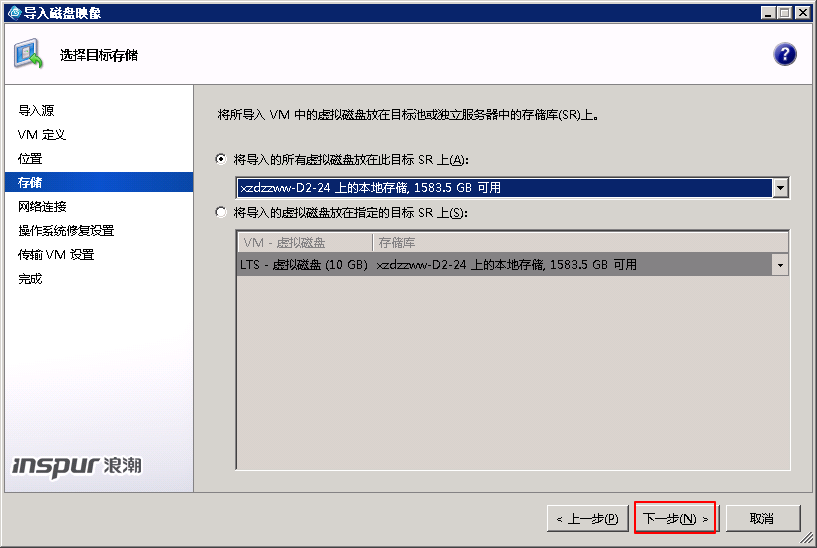 导入磁盘映像
选择目标存储
?
导入源
VM 定义
位置
存储
网络连接
操作系统修复设置
传输 VM 设置
完成
inspur 浪潮
将所导入 VM 中的虚拟磁盘放在目标池或独立服务器中的存储库(SR)上。
将导入的所有虚拟磁盘放在此目标 SR 上(A):
xzdzzww-D2-24 上的本地存储, 1583.5 GB 可用
将导入的虚拟磁盘放在指定的目标 SR 上(S):
VM - 虚拟磁盘 存储库
LTS - 虚拟磁盘 (10 GB) xzdzzww-D2-24 上的本地存储, 1583.5 GB 可用
< 上一步(P) 下一步(N) > 取消